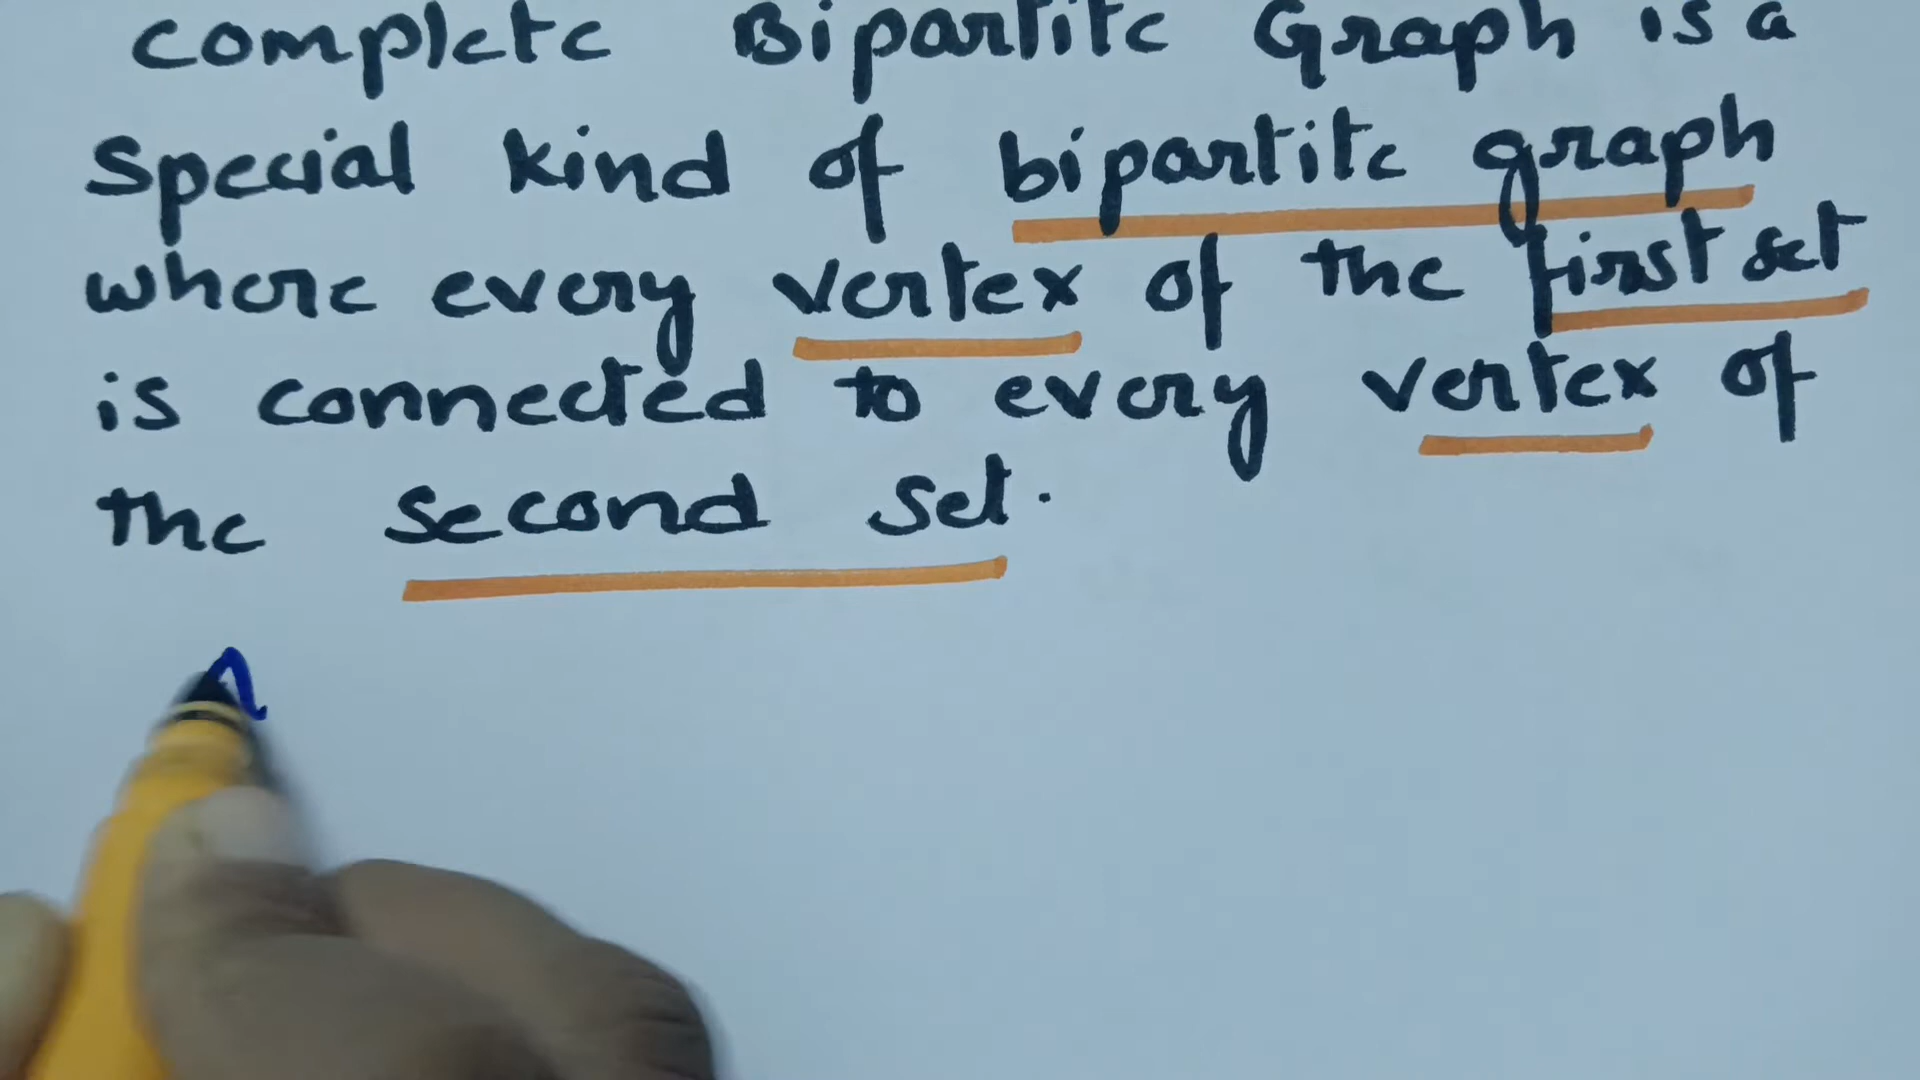 Complete Bipartite Graph is a
Special kind of bipartite graph
where every vertex of the first set
is connected to every vertex of
the second set.